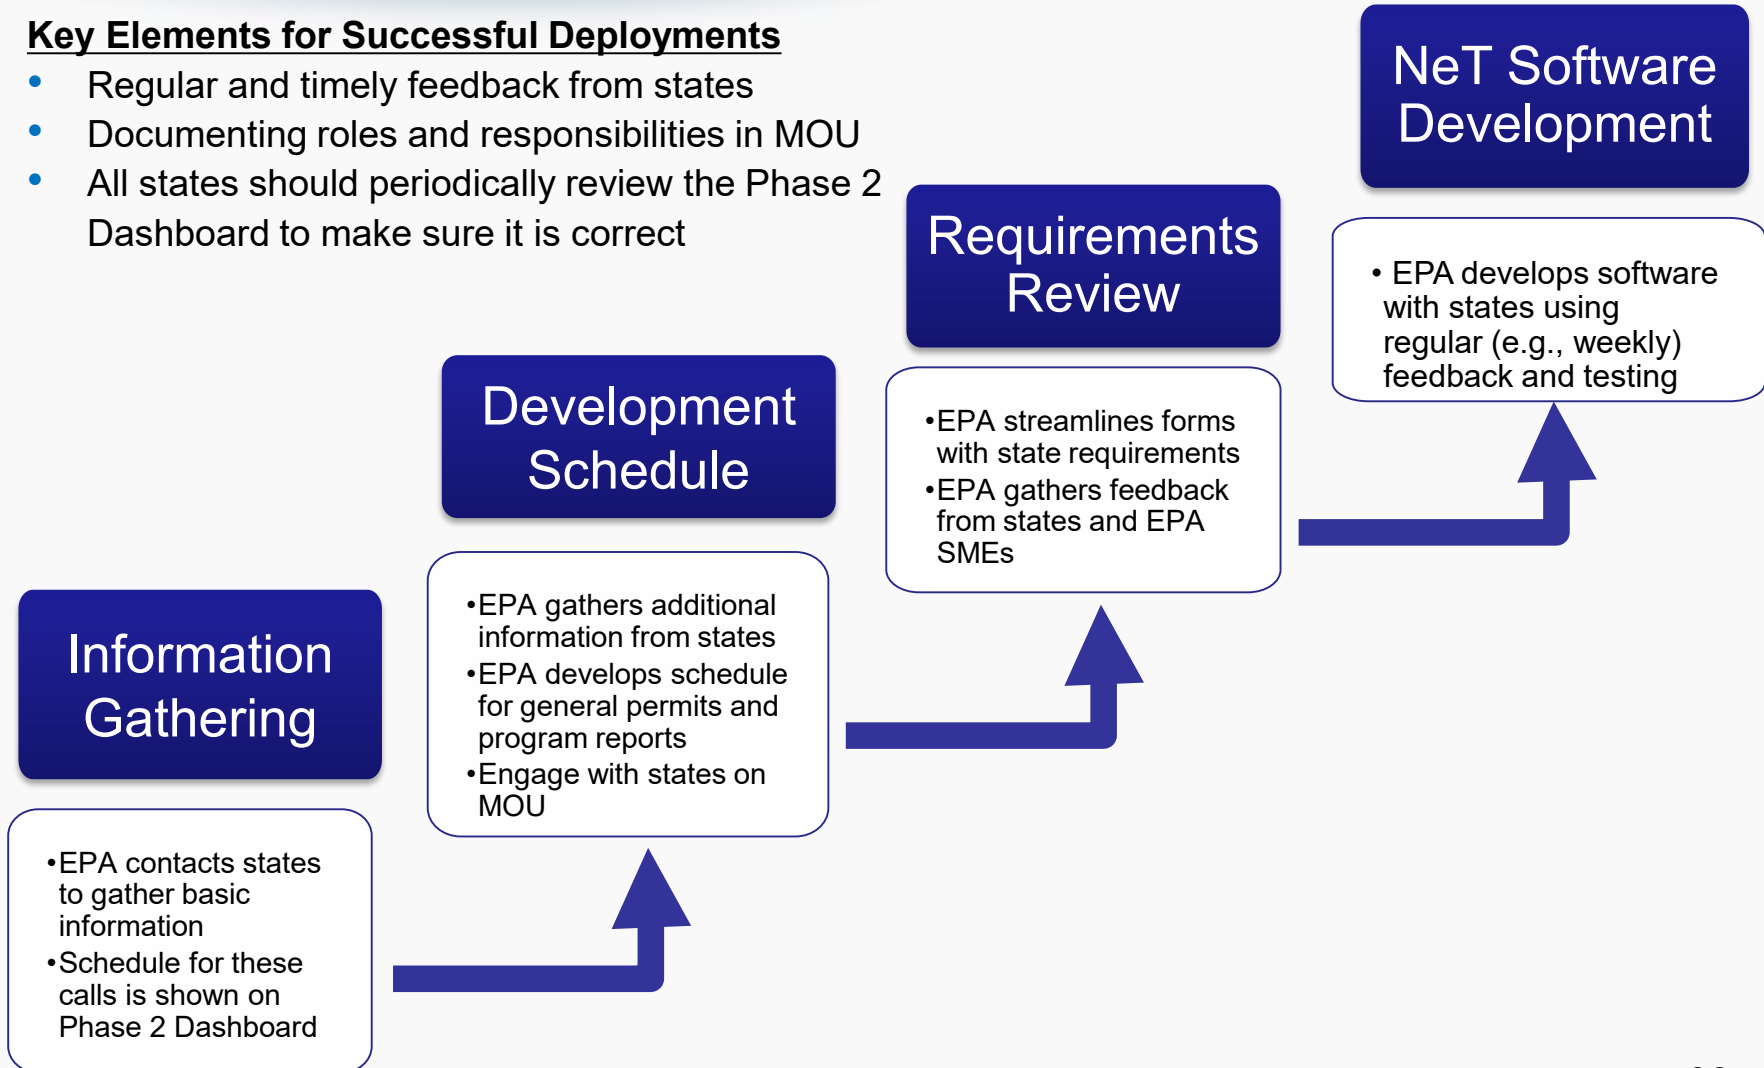 Key Elements for Successful Deployments
• Regular and timely feedback from states
• Documenting roles and responsibilities in MOU
• All states should periodically review the Phase 2
Dashboard to make sure it is correct
Information
Gathering
•EPA contacts states
to gather basic
information
•Schedule for these
calls is shown on
Phase 2 Dashboard
Development
Schedule
•EPA gathers additional
information from states
•EPA develops schedule
for general permits and
program reports
•Engage with states on
MOU
Requirements
Review
•EPA streamlines forms
with state requirements
•EPA gathers feedback
from states and EPA
SMEs
NeT Software
Development
• EPA develops software
with states using
regular (e.g., weekly)
feedback and testing